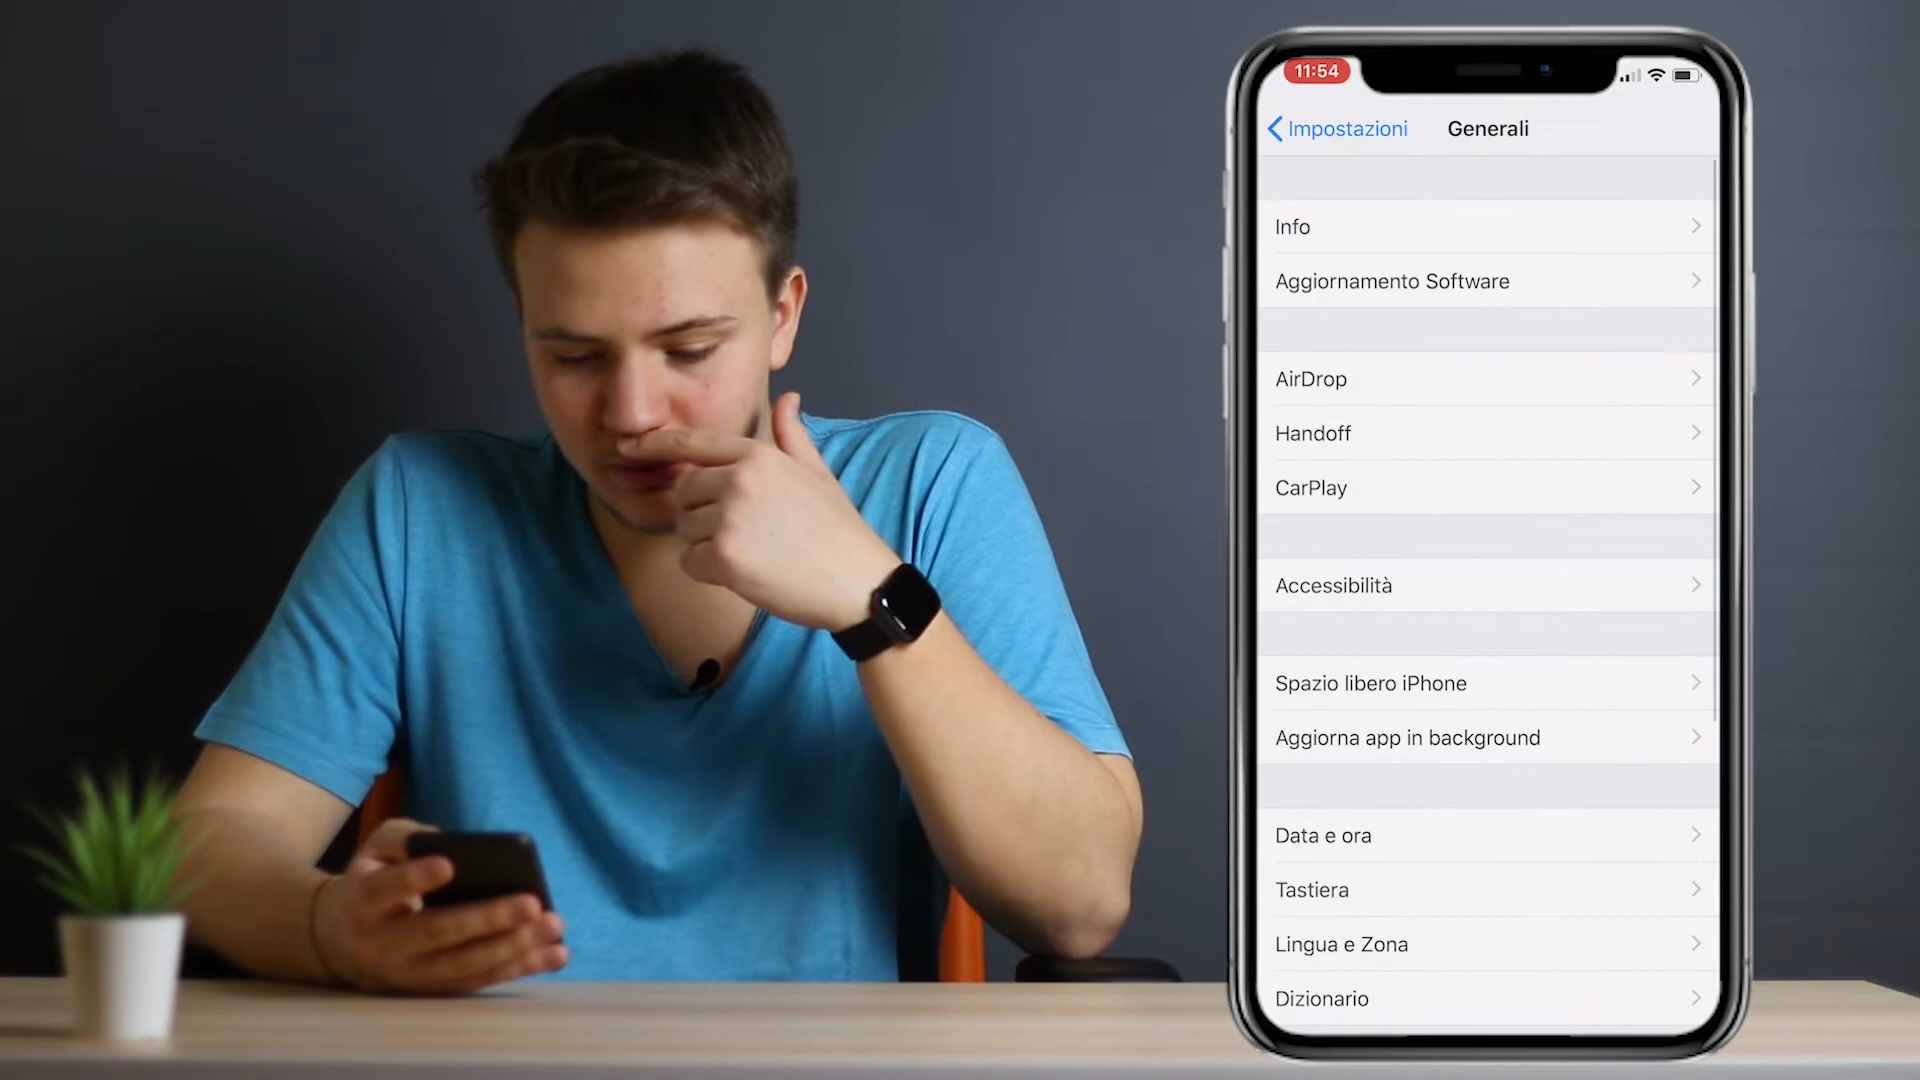 11:54
Impostazioni
Generali
Info
Aggiornamento Software
AirDrop
Handoff
CarPlay
Accessibilità
Spazio libero iPhone
Aggiorna app in background
Data e ora
Tastiera
Lingua e Zona
Dizionario